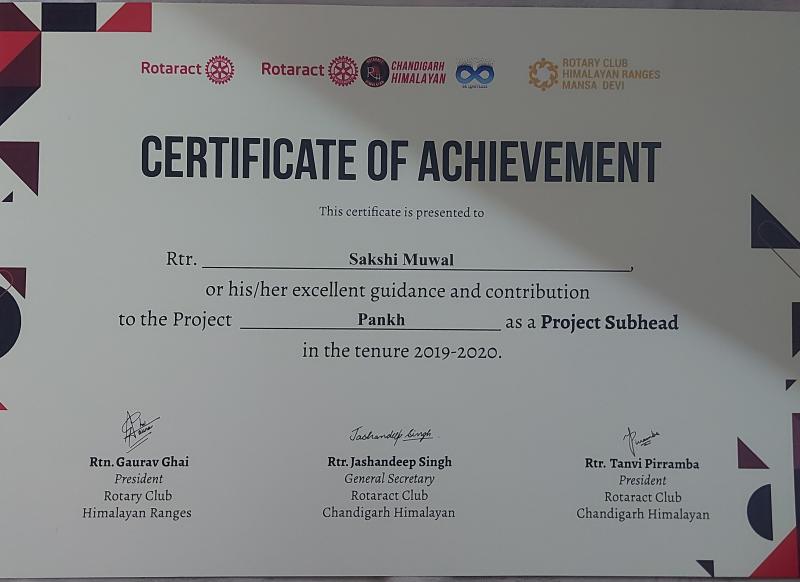 Rotaract
Rotaract
CHANDIGARH
HIMALAYAN
ROTARY CLUB
HIMALAYAN RANGES
MANSA DEVI
CERTIFICATE OF ACHIEVEMENT
This certificate is presented to
Rtr. Sakshi Muwal,
or his/her excellent guidance and contribution
to the Project Pankh as a Project Subhead
in the tenure 2019-2020.
Jashandeep Singh
Rtn. Gaurav Ghai
President
Rotary Club
Himalayan Ranges
Rtr. Jashandeep Singh
General Secretary
Rotaract Club
Chandigarh Himalayan
Rtr. Tanvi Pirramba
President
Rotaract Club
Chandigarh Himalayan